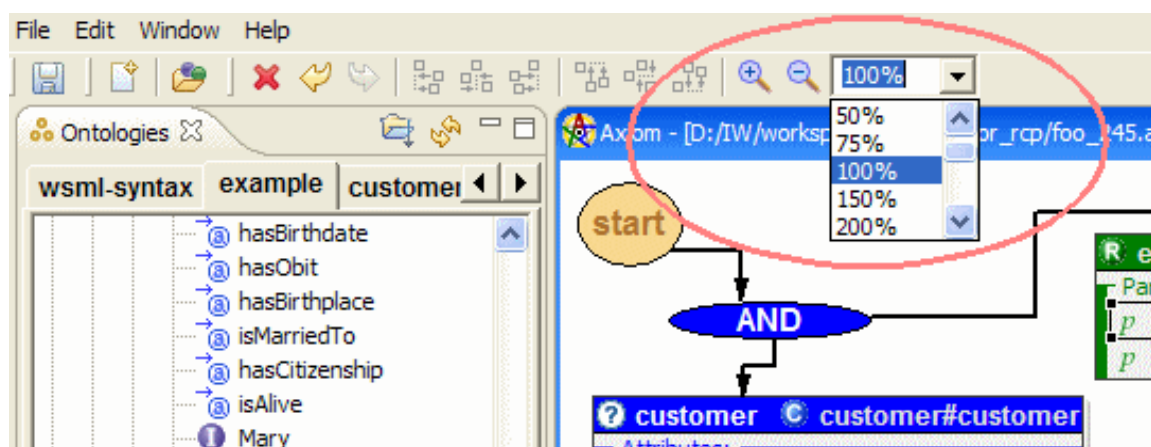 File Edit Window Help
100%
50%
75%
100%
150%
200%
Ontologies
wsml-syntax example customer
hasBirthdate
hasObit
hasBirthplace
isMarriedTo
hasCitizenship
isAlive
Mary
Axiom - [D:/IW/worksp
or_rcp/foo_245.a
start
AND
customer C customer#customer
Attributes:
R e
Par
p
p